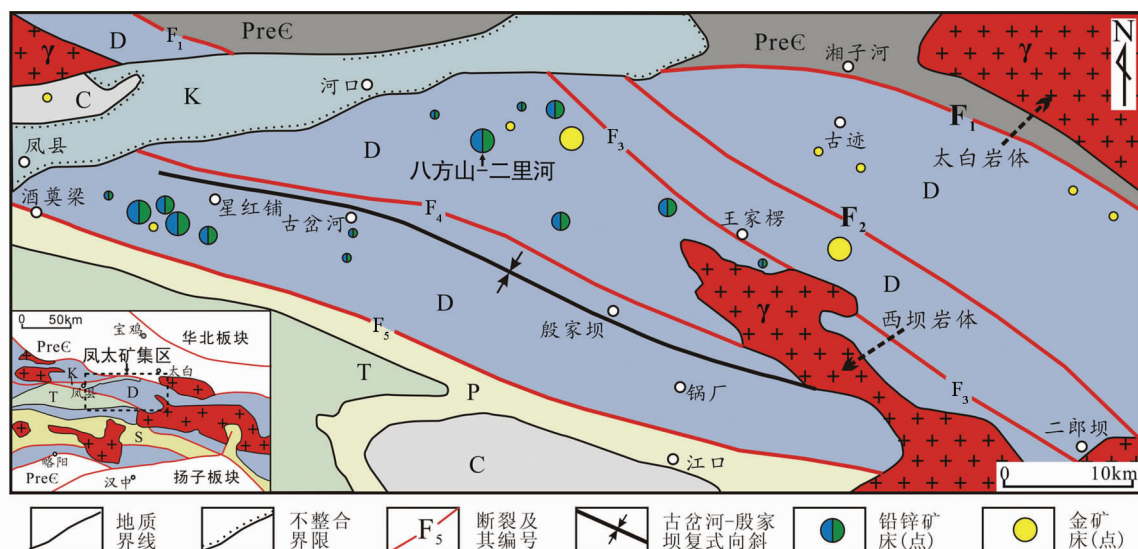 γ
D
F₁
PreЄ
PreЄ
湘子河
γ
N
C
K
河口
凤县
D
F₃
古迹
F₁
太白岩体
八方山-二里河
D
酒奠梁
星红铺
古岔河
F₄
王家楞
F₂
D
D
F₅
殷家坝
γ
西坝岩体
T
P
锅厂
F₃
二郎坝
C
江口
0 10km
0 50km
宝鸡
华北板块
PreЄ
凤太矿集区
太白
K
凤县
T
D
S
略阳
PreЄ
汉中
扬子板块
地质
界线
不整合
界限
F₅
断裂及
其编号
古岔河-殷家
坝复式向斜
铅锌矿
床(点)
金矿
床(点)